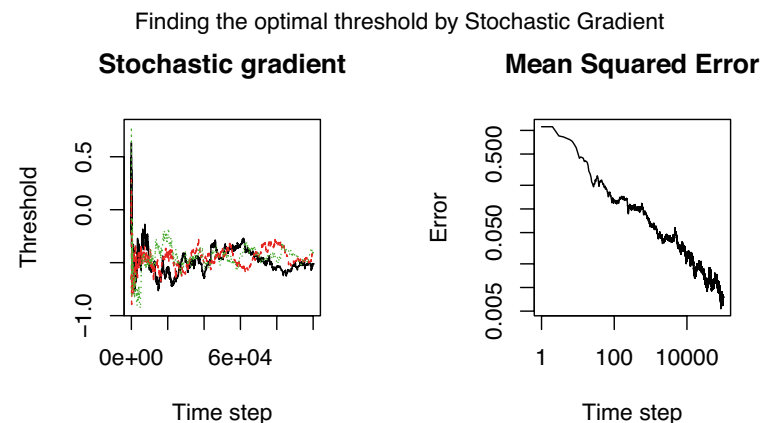 Finding the optimal threshold by Stochastic Gradient
Stochastic gradient
Mean Squared Error
Threshold
0.5
0.0
−1.0
0e+00 6e+04
Time step
Error
0.500
0.050
0.005
1 100 10000
Time step